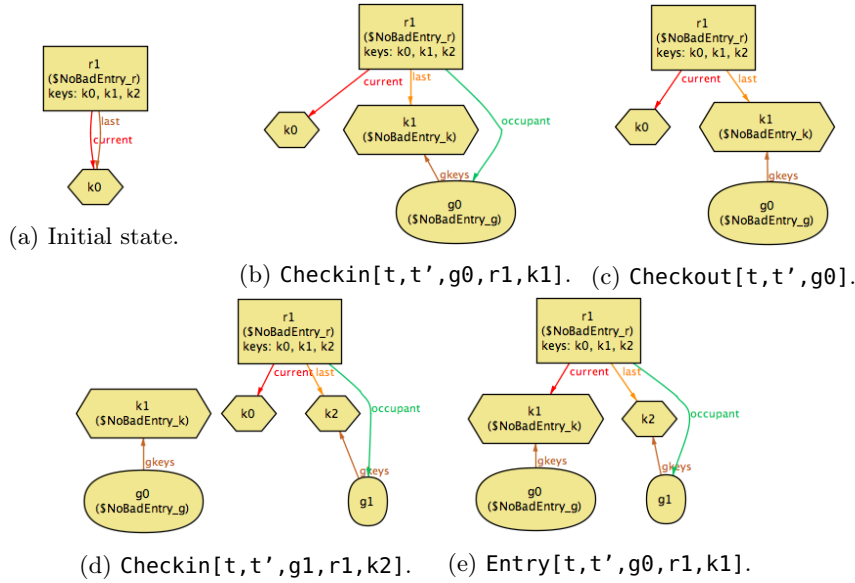 r1
($NoBadEntry_r)
keys: k0, k1, k2
last
current
k0
(a) Initial state.
r1
($NoBadEntry_r)
keys: k0, k1, k2
current
last
occupant
k0
k1
($NoBadEntry_k)
gkeys
g0
($NoBadEntry_g)
(b) Checkin[t,t’,g0,r1,k1].
r1
($NoBadEntry_r)
keys: k0, k1, k2
current
last
k0
k1
($NoBadEntry_k)
gkeys
g0
($NoBadEntry_g)
(c) Checkout[t,t’,g0].
r1
($NoBadEntry_r)
keys: k0, k1, k2
current
last
occupant
k1
($NoBadEntry_k)
k0
k2
gkeys
gkeys
g0
($NoBadEntry_g)
g1
(d) Checkin[t,t’,g1,r1,k2].
r1
($NoBadEntry_r)
keys: k0, k1, k2
current
last
occupant
k1
($NoBadEntry_k)
k2
gkeys
gkeys
g0
($NoBadEntry_g)
g1
(e) Entry[t,t’,g0,r1,k1].